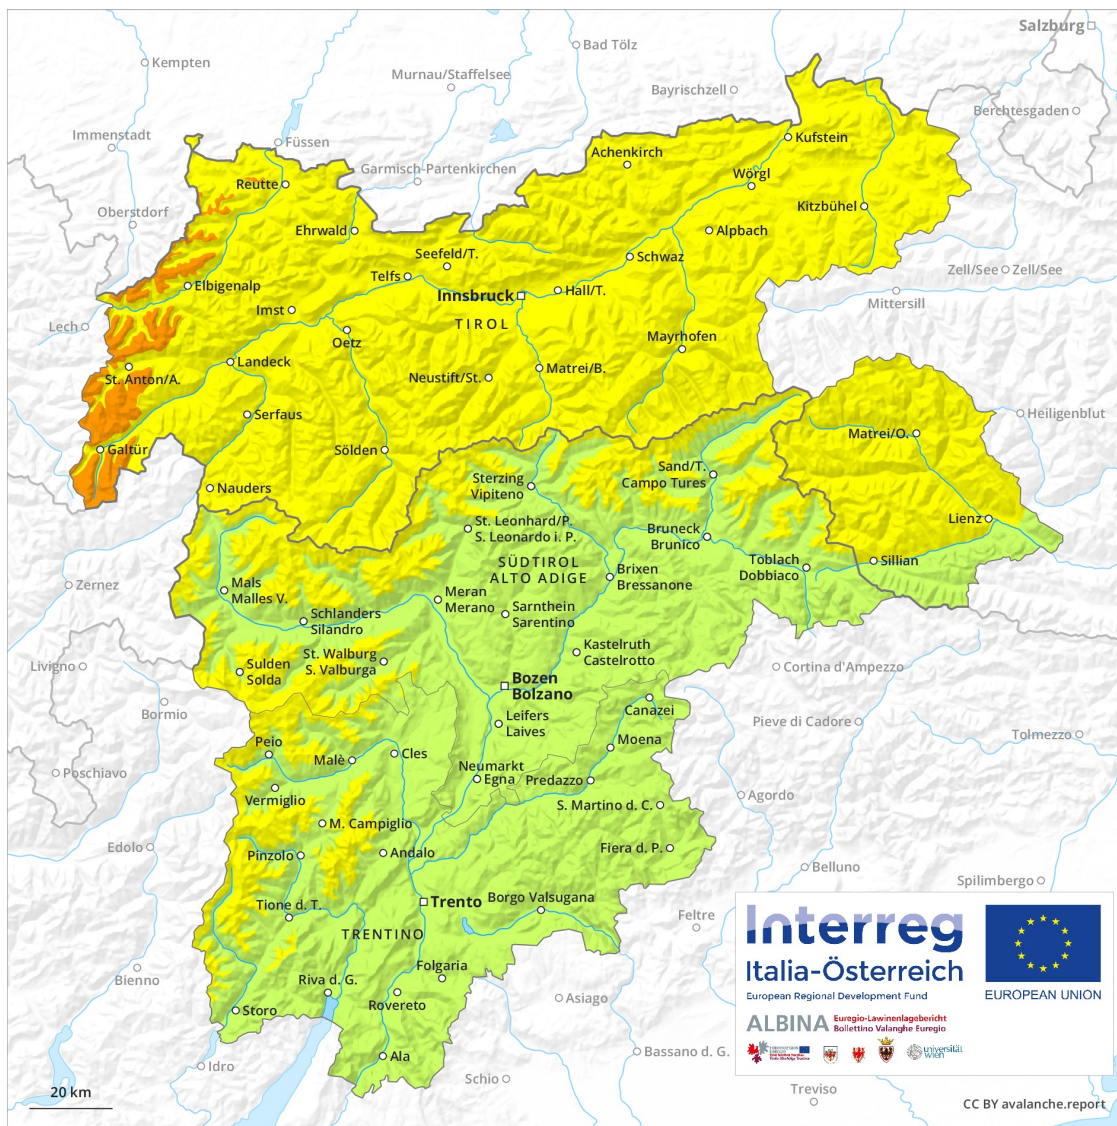 Salzburg
Bad Tölz
Kempten
Murnau/Staffelsee
Bayrischzell
Berchtesgaden
Immenstadt
Füssen
Kufstein
Achenkirch
Garmisch-Partenkirchen
Wörgl
Reutte
Kitzbühel
Oberstdorf
Ehrwald
Alpbach
Seefeld/T.
Schwaz
Telfs
Zell/See
Zell/See
Elbigenalp
Innsbruck
Hall/T.
Mittersill
Imst
TIROL
Lech
Oetz
Mayrhofen
Landeck
Matrei/B.
St. Anton/A.
Neustift/St.
Serfaus
Heiligenblut
Matrei/O.
Galtür
Sölden
Sand/T.
Campo Tures
Sterzing
Vipiteno
Nauders
St. Leonhard/P.
S. Leonardo i. P.
Lienz
Bruneck
Brunico
SÜDTIROL
ALTO ADIGE
Toblach
Dobbiaco
Sillian
Brixen
Bressanone
Zernez
Mals
Malles V.
Meran
Merano
Sarnthein
Sarentino
Schlanders
Silandro
Kastelruth
Castelrotto
St. Walburg
S. Valburga
Livigno
Sulden
Solda
Cortina d'Ampezzo
Bozen
Bolzano
Bormio
Canazei
Leifers
Laives
Pieve di Cadore
Tolmezzo
Peio
Moena
Malè
Cles
Poschiavo
Neumarkt
Egna
Predazzo
Vermiglio
Agordo
S. Martino d. C.
M. Campiglio
Edolo
Pinzolo
Andalo
Fiera d. P.
Belluno
Spilimbergo
Trento
Borgo Valsugana
Tione d. T.
Feltre
TRENTINO
Interreg
Italia-Österreich
European Regional Development Fund
EUROPEAN UNION
Folgaria
Bienno
Riva d. G.
Rovereto
Asiago
Storo
ALBINA
Euregio-Lawinenlagebericht
Bollettino Valanghe Euregio
universität
wien
Ala
Bassano d. G.
Idro
Schio
Treviso
20 km
CC BY avalanche.report